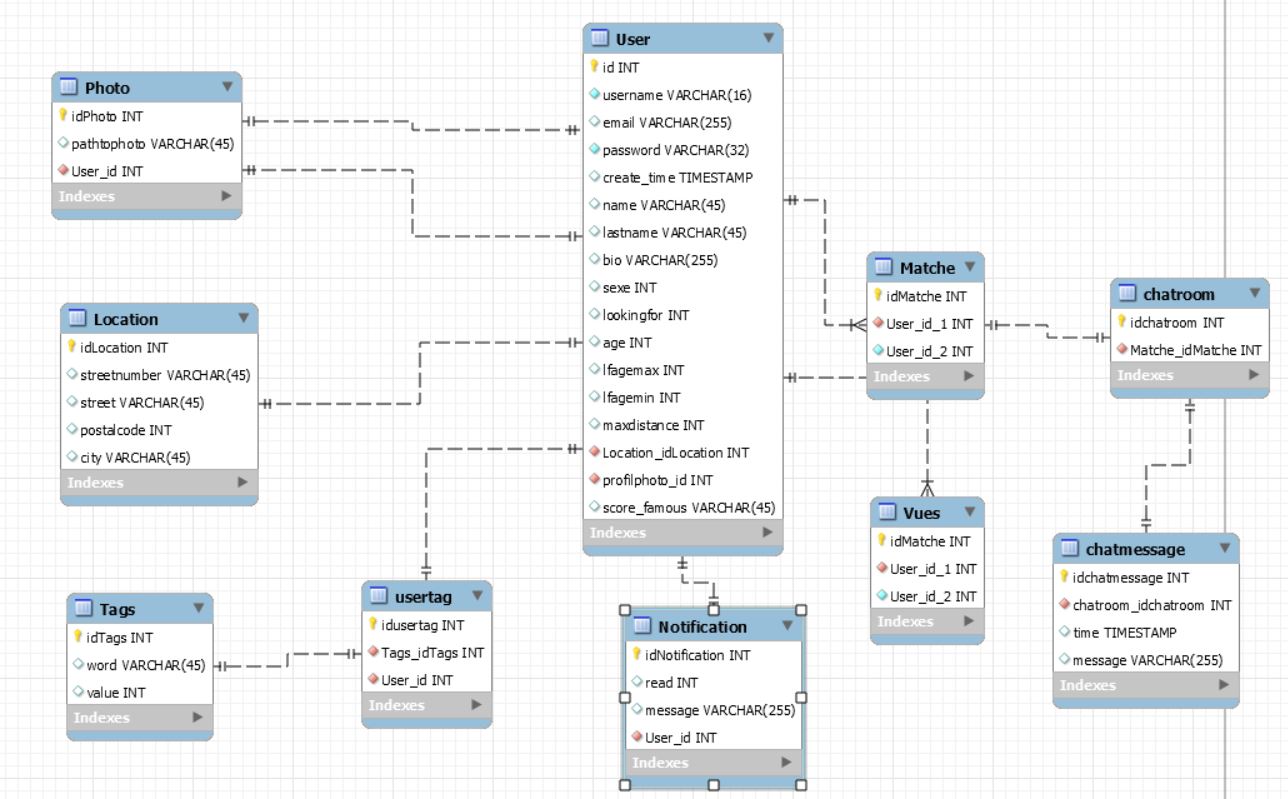 User
id INT
username VARCHAR(16)
email VARCHAR(255)
password VARCHAR(32)
create_time TIMESTAMP
name VARCHAR(45)
lastname VARCHAR(45)
bio VARCHAR(255)
sexe INT
lookingfor INT
age INT
lfagemax INT
lfagemin INT
maxdistance INT
Location_idLocation INT
profilphoto_id INT
score_famous VARCHAR(45)
Indexes
Photo
idPhoto INT
pathtophoto VARCHAR(45)
User_id INT
Indexes
Location
idLocation INT
streetnumber VARCHAR(45)
street VARCHAR(45)
postalcode INT
city VARCHAR(45)
Indexes
Matche
idMatche INT
User_id_1 INT
User_id_2 INT
Indexes
chatroom
idchatroom INT
Matche_idMatche INT
Indexes
Vues
idMatche INT
User_id_1 INT
User_id_2 INT
Indexes
chatmessage
idchatmessage INT
chatroom_idchatroom INT
time TIMESTAMP
message VARCHAR(255)
Indexes
Tags
idTags INT
word VARCHAR(45)
value INT
Indexes
usertag
idusertag INT
Tags_idTags INT
User_id INT
Indexes
Notification
idNotification INT
read INT
message VARCHAR(255)
User_id INT
Indexes